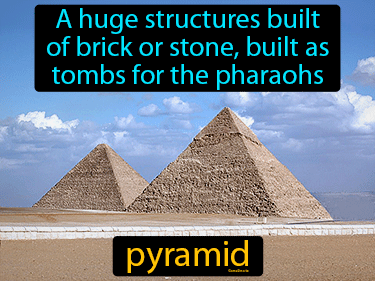 A huge structures built
of brick or stone, built as
tombs for the pharaohs
pyramid